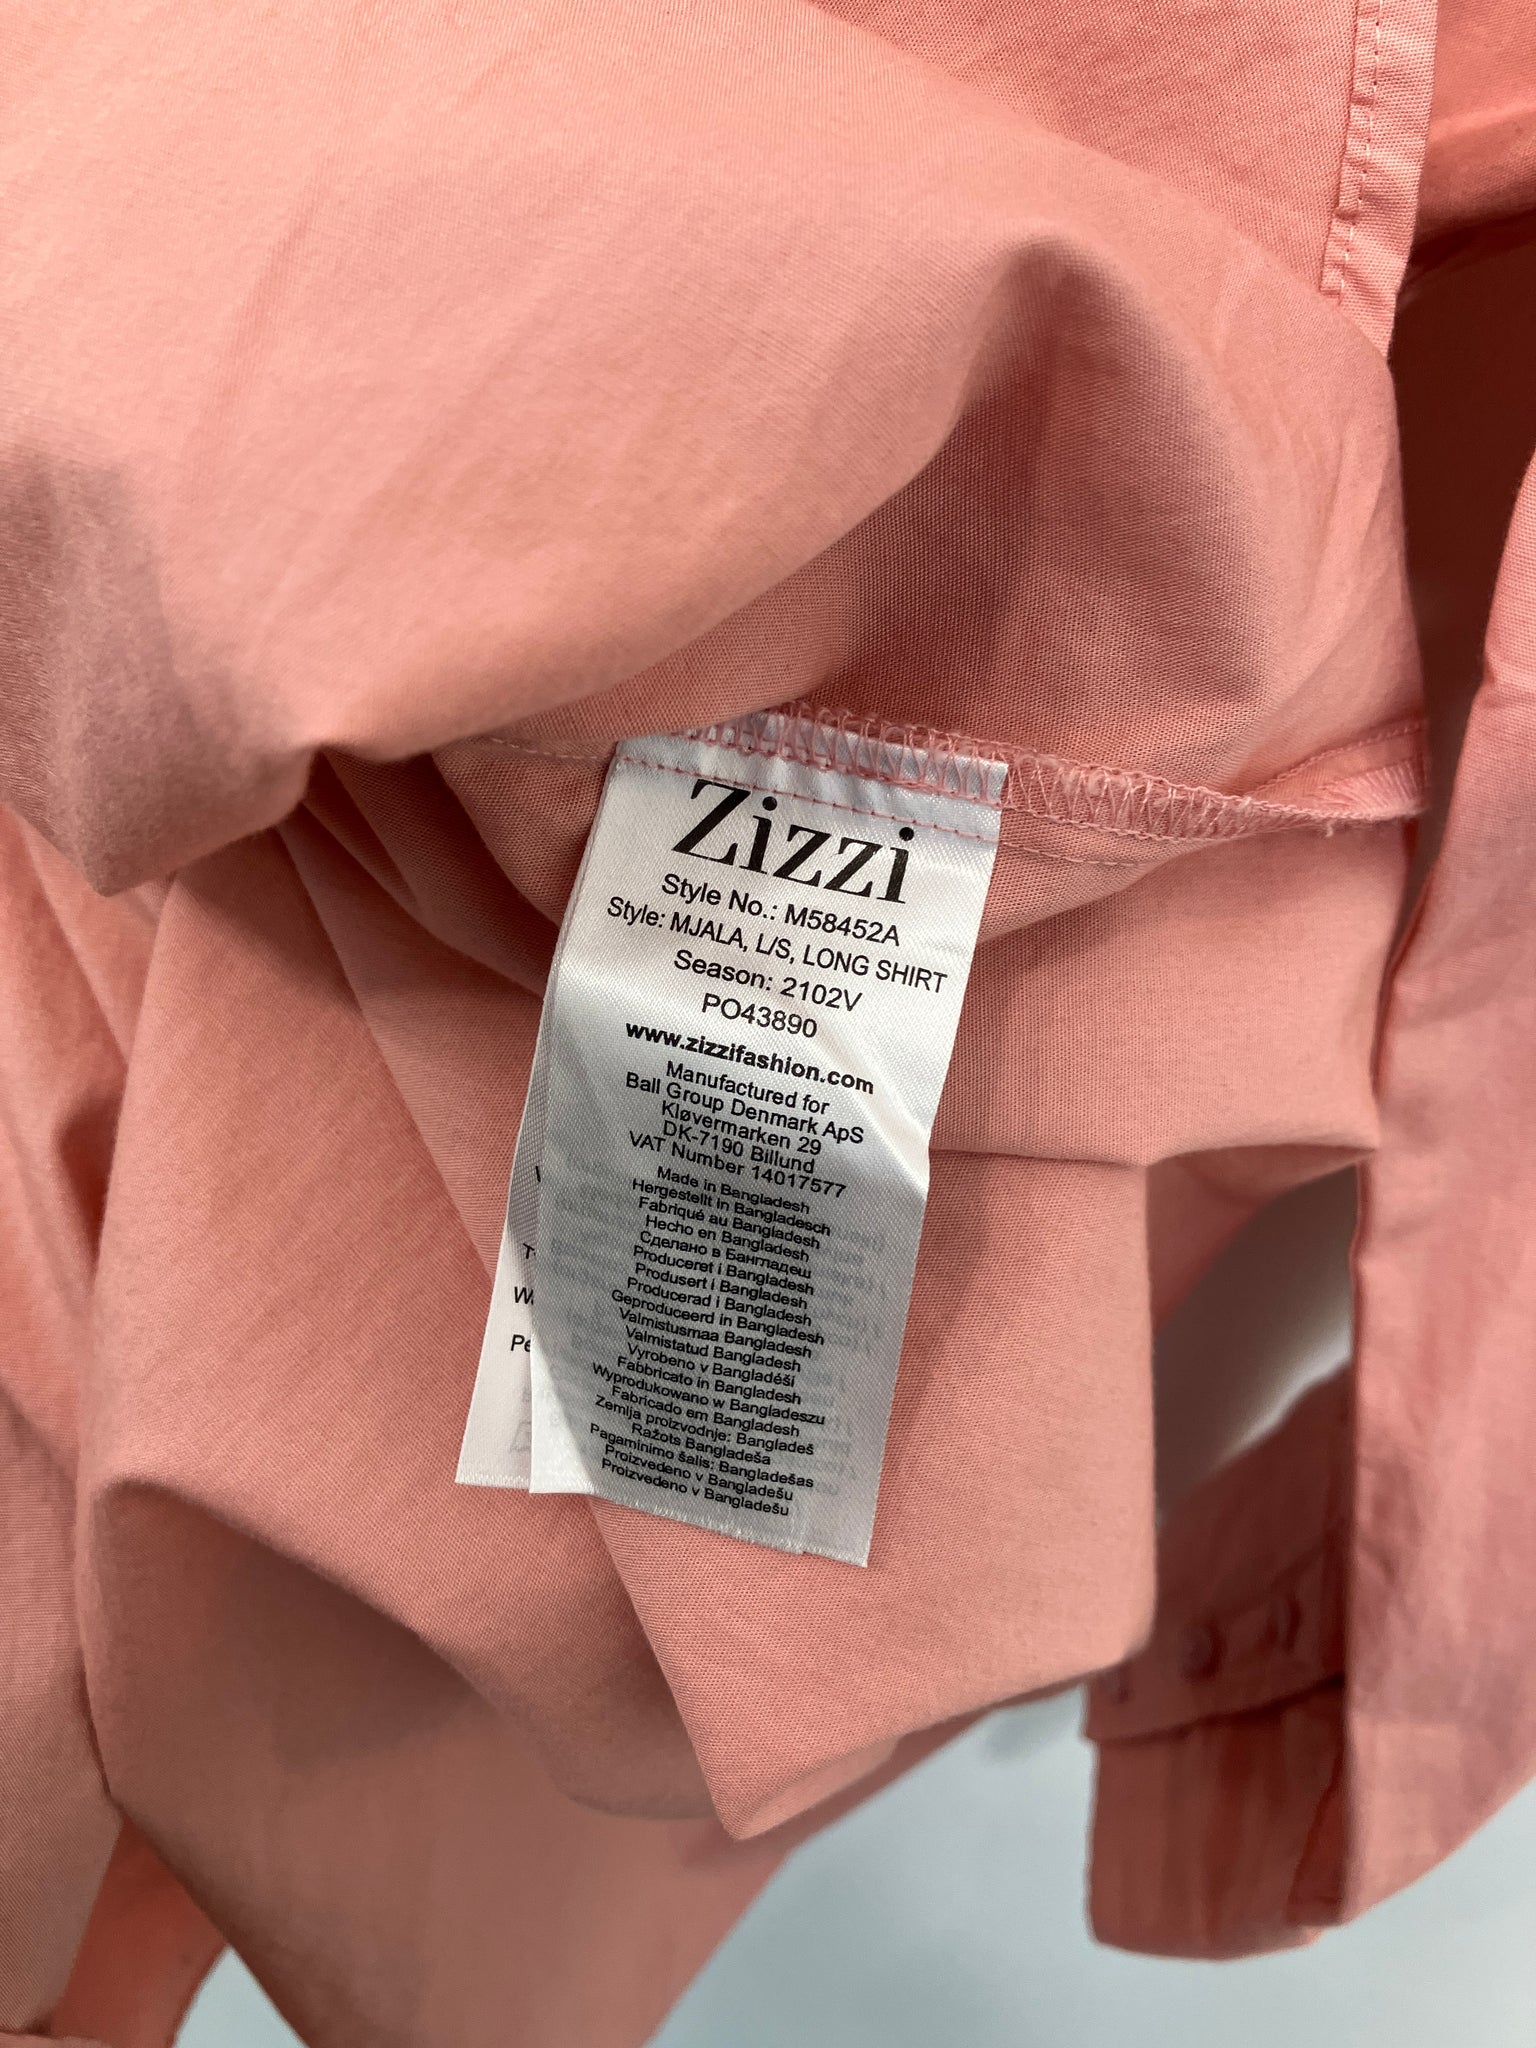 Zizzi
Style No.: M58452A
Style: MJALA, L/S, LONG SHIRT
Season: 2102V
PO43890
www.zizzifashion.com
Manufactured for
Ball Group Denmark ApS
Kløvermarken 29
DK-7190 Billund
VAT Number 14017577
Made in Bangladesh
Hergestellt in Bangladesch
Fabriqué au Bangladesh
Hecho en Bangladesh
Сделано в Бангладеш
Produceret i Bangladesh
Produsert i Bangladesh
Producerad i Bangladesh
Geproduceerd in Bangladesh
Valmistusmaa Bangladesh
Valmistatud Bangladesh
Vyrobeno v Bangladéši
Fabbricato in Bangladesh
Wyprodukowano w Bangladeszu
Fabricado em Bangladesh
Zemlja proizvodnje: Bangladeš
Ražots Bangladeša
Pagaminimo šalis: Bangladešas
Proizvedeno v Bangladešu
Proizvedeno v Bangladešu